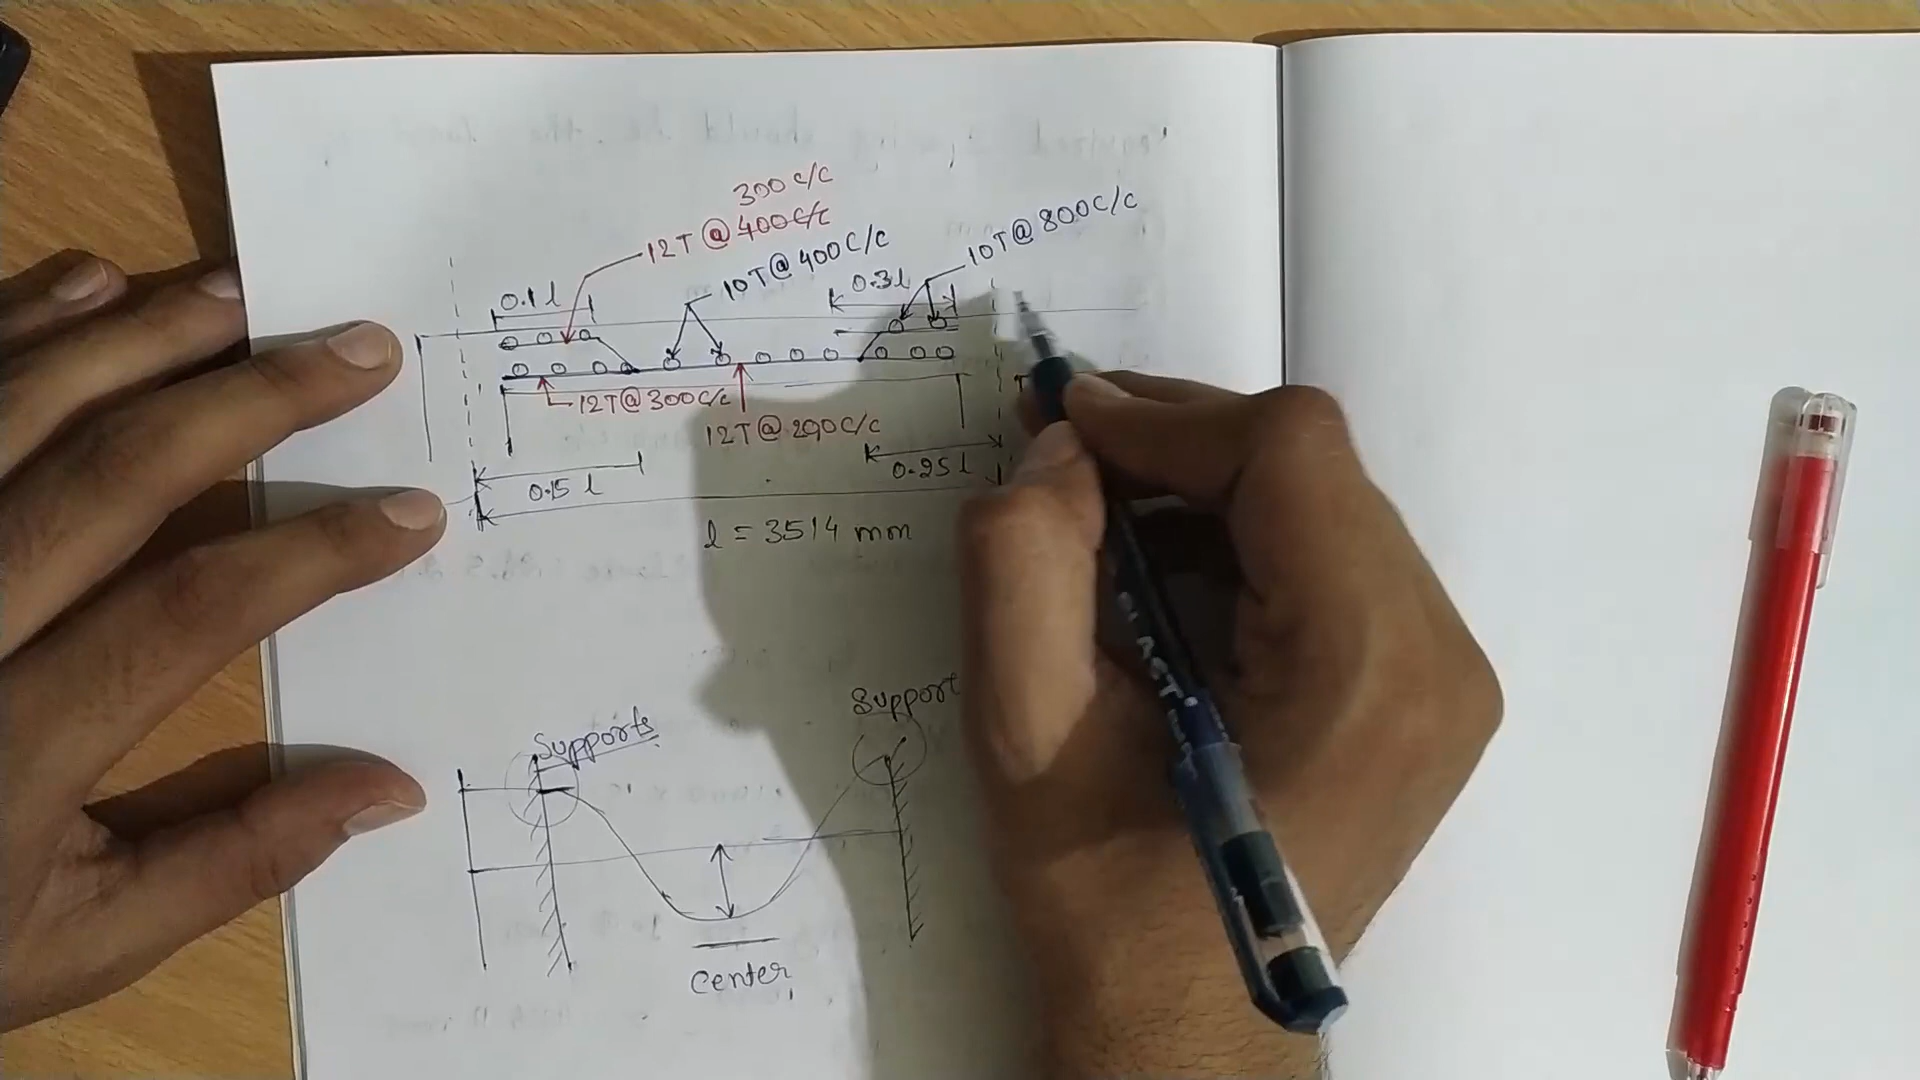 300 c/c
12T @ 400 c/c
10T @ 400 c/c
10T @ 800 c/c
0.1 l
0.3 l
12T @ 300 c/c
12T @ 290 c/c
0.15 l
0.25 l
l = 3514 mm
Supports
Support
Center